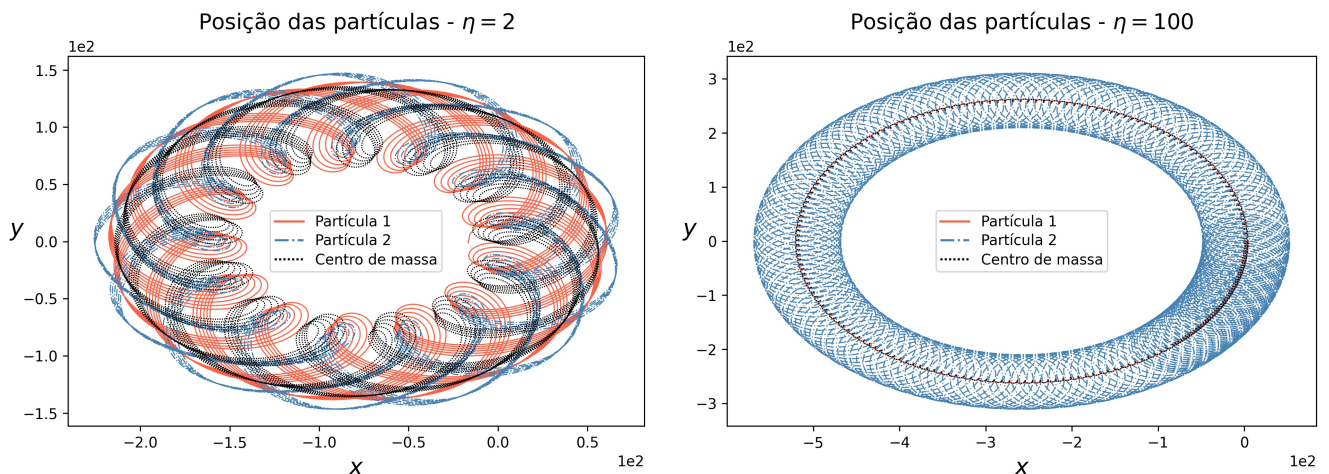 Posição das partículas - η = 2
1e2
1.5
1.0
0.5
0.0
−0.5
−1.0
−1.5
y
Partícula 1
Partícula 2
Centro de massa
−2.0 −1.5 −1.0 −0.5 0.0 0.5
1e2
x
Posição das partículas - η = 100
1e2
3
2
1
0
−1
−2
−3
y
Partícula 1
Partícula 2
Centro de massa
−5 −4 −3 −2 −1 0
1e2
x